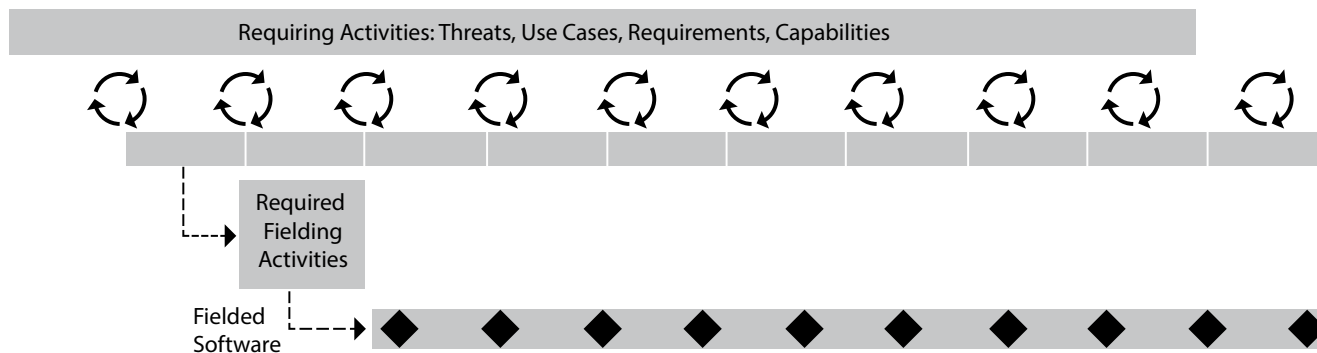 Requiring Activities: Threats, Use Cases, Requirements, Capabilities
Required
Fielding
Activities
Fielded
Software